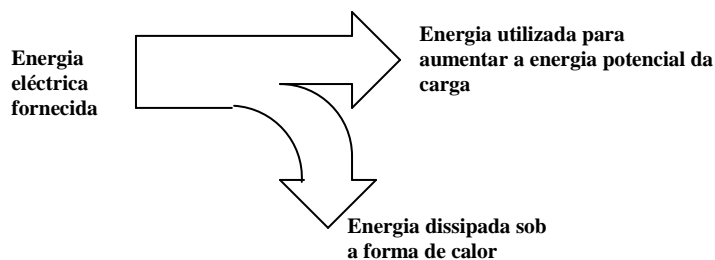 Energia
eléctrica
fornecida
Energia utilizada para
aumentar a energia potencial da
carga
Energia dissipada sob
a forma de calor